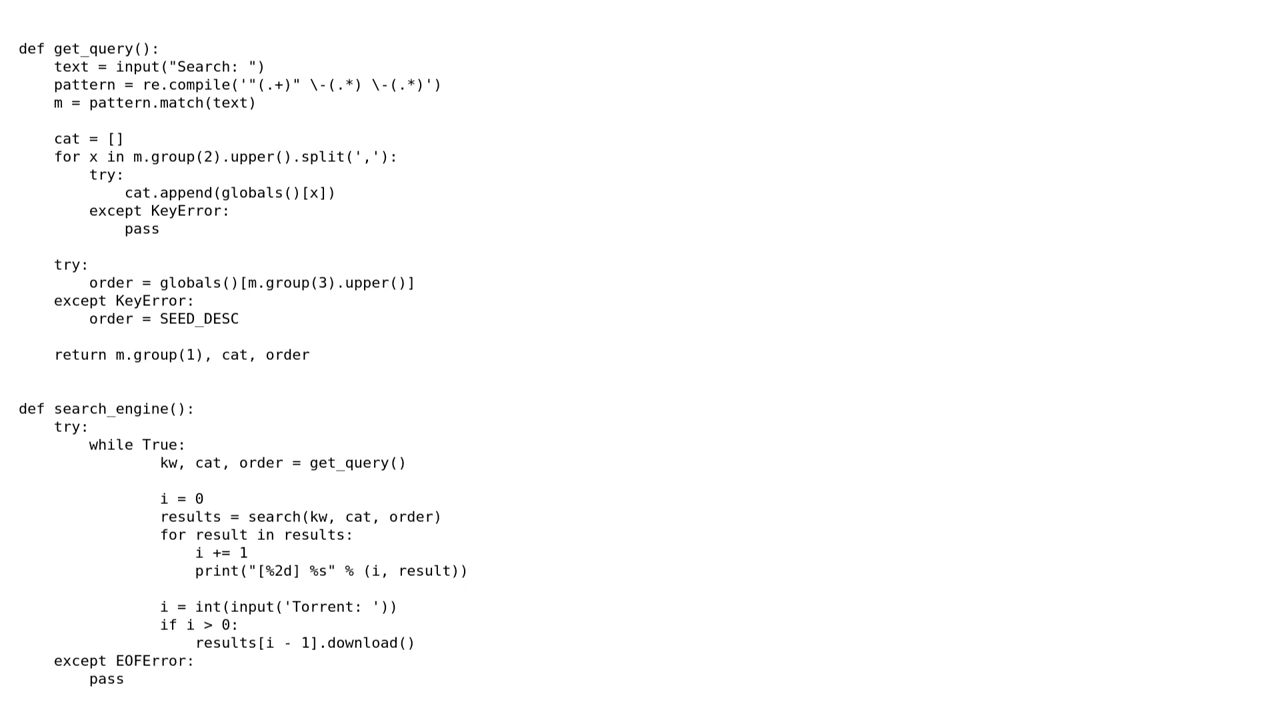 def get_query():
    text = input("Search: ")
    pattern = re.compile('"(.+)" \-(.*) \-(.*)')
    m = pattern.match(text)

    cat = []
    for x in m.group(2).upper().split(','):
        try:
            cat.append(globals()[x])
        except KeyError:
            pass

    try:
        order = globals()[m.group(3).upper()]
    except KeyError:
        order = SEED_DESC

    return m.group(1), cat, order


def search_engine():
    try:
        while True:
                kw, cat, order = get_query()

                i = 0
                results = search(kw, cat, order)
                for result in results:
                    i += 1
                    print("[%2d] %s" % (i, result))

                i = int(input('Torrent: '))
                if i > 0:
                    results[i - 1].download()
    except EOFError:
        pass